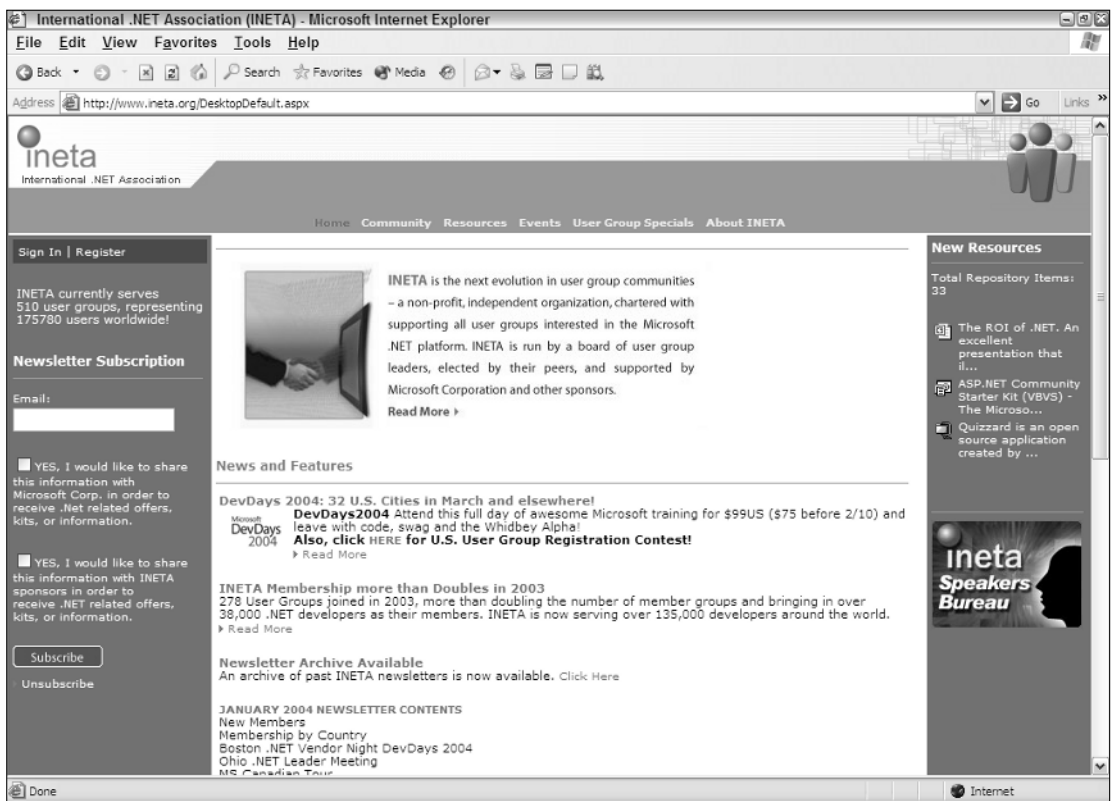 International .NET Association (INETA) - Microsoft Internet Explorer
File Edit View Favorites Tools Help
Back Search Favorites Media
Address http://www.ineta.org/DesktopDefault.aspx Go Links »
ineta
International .NET Association
Home Community Resources Events User Group Specials About INETA
Sign In | Register
INETA currently serves
510 user groups, representing
175780 users worldwide!
Newsletter Subscription
Email:
YES, I would like to share
this information with
Microsoft Corp. in order to
receive .Net related offers,
kits, or information.
YES, I would like to share
this information with INETA
sponsors in order to
receive .NET related offers,
kits, or information.
Subscribe
Unsubscribe
INETA is the next evolution in user group communities
– a non-profit, independent organization, chartered with
supporting all user groups interested in the Microsoft
.NET platform. INETA is run by a board of user group
leaders, elected by their peers, and supported by
Microsoft Corporation and other sponsors.
Read More
News and Features
DevDays 2004: 32 U.S. Cities in March and elsewhere!
Microsoft
DevDays
2004
DevDays2004 Attend this full day of awesome Microsoft training for $99US ($75 before 2/10) and
leave with code, swag and the Whidbey Alpha!
Also, click HERE for U.S. User Group Registration Contest!
Read More
INETA Membership more than Doubles in 2003
278 User Groups joined in 2003, more than doubling the number of member groups and bringing in over
38,000 .NET developers as their members. INETA is now serving over 135,000 developers around the world.
Read More
Newsletter Archive Available
An archive of past INETA newsletters is now available. Click Here
JANUARY 2004 NEWSLETTER CONTENTS
New Members
Membership by Country
Boston .NET Vendor Night DevDays 2004
Ohio .NET Leader Meeting
NS Canadian Tour
New Resources
Total Repository Items:
33
The ROI of .NET. An
excellent
presentation that
il...
ASP.NET Community
Starter Kit (VBVS) -
The Microso...
Quizzard is an open
source application
created by ...
ineta
Speakers
Bureau
Done Internet